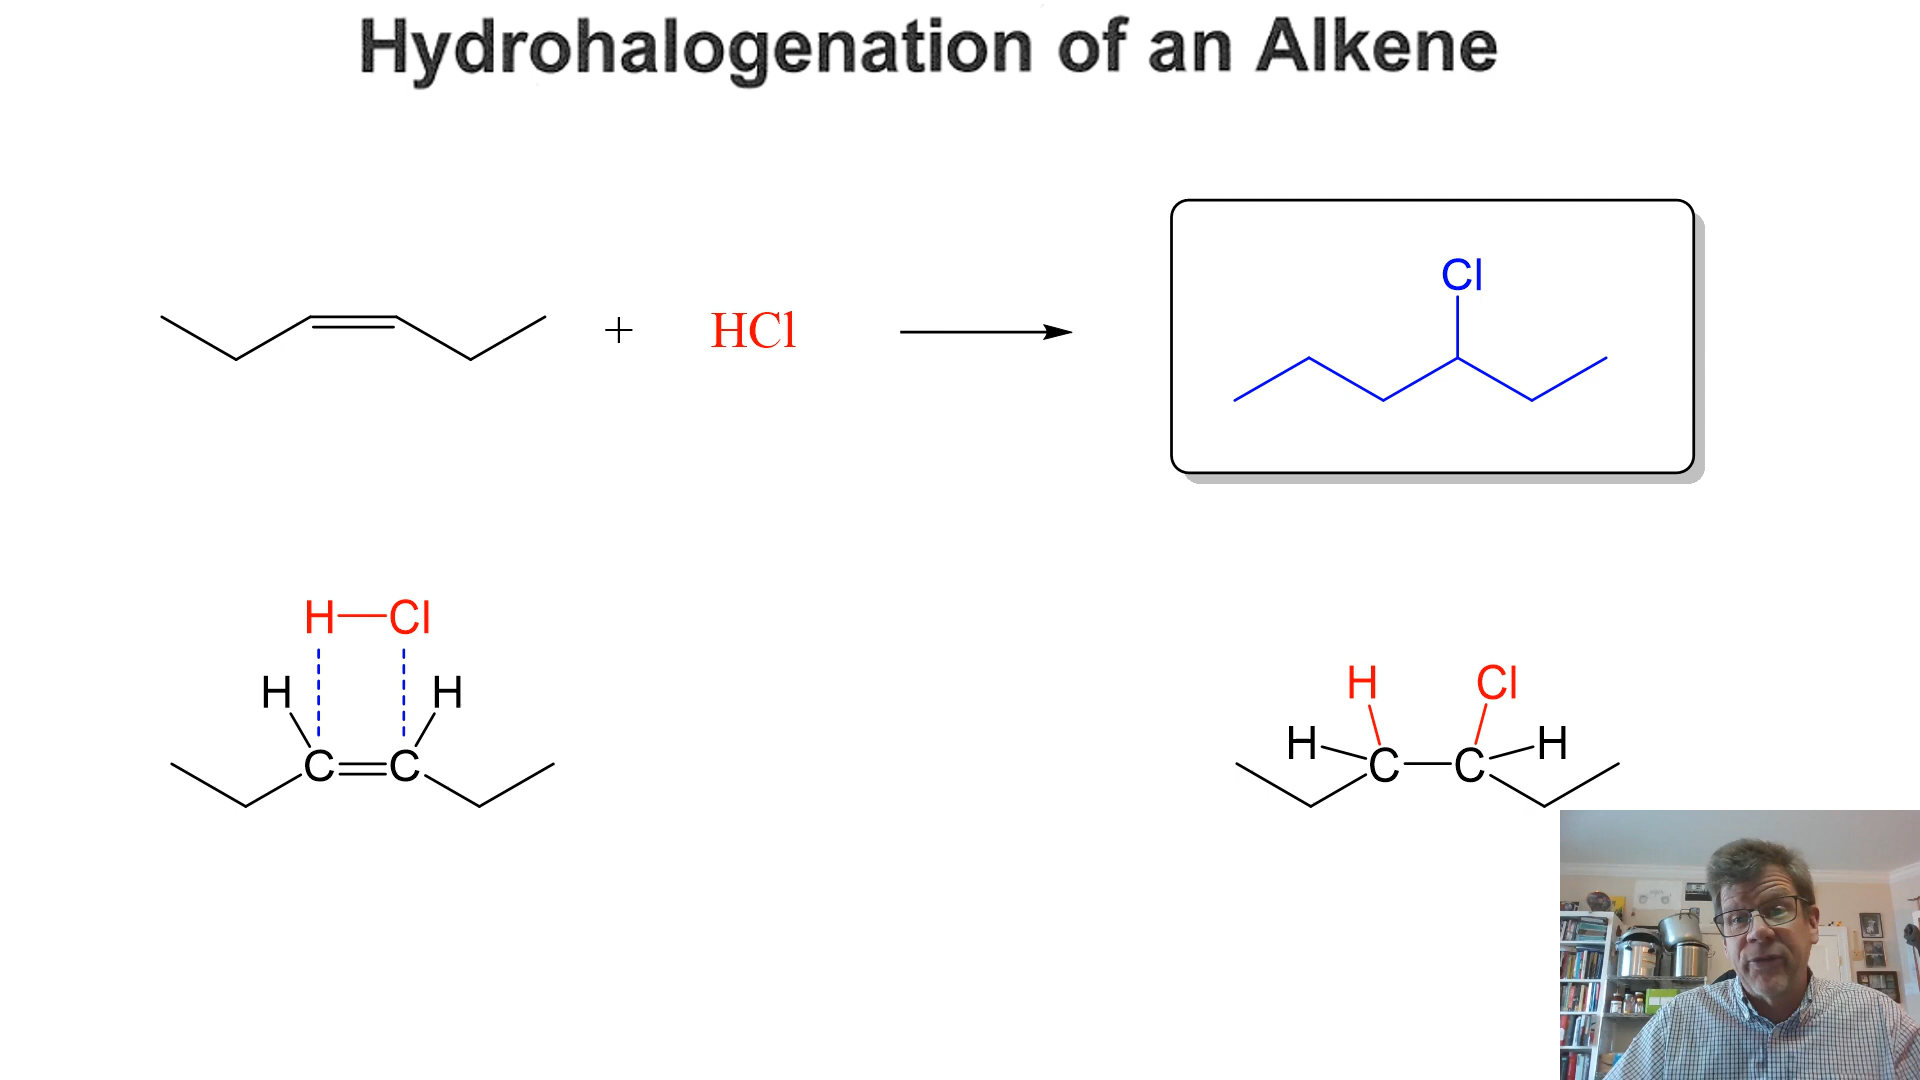 Hydrohalogenation of an Alkene
Cl
+ HCl
H Cl
H H
C C
H Cl
H H
C C